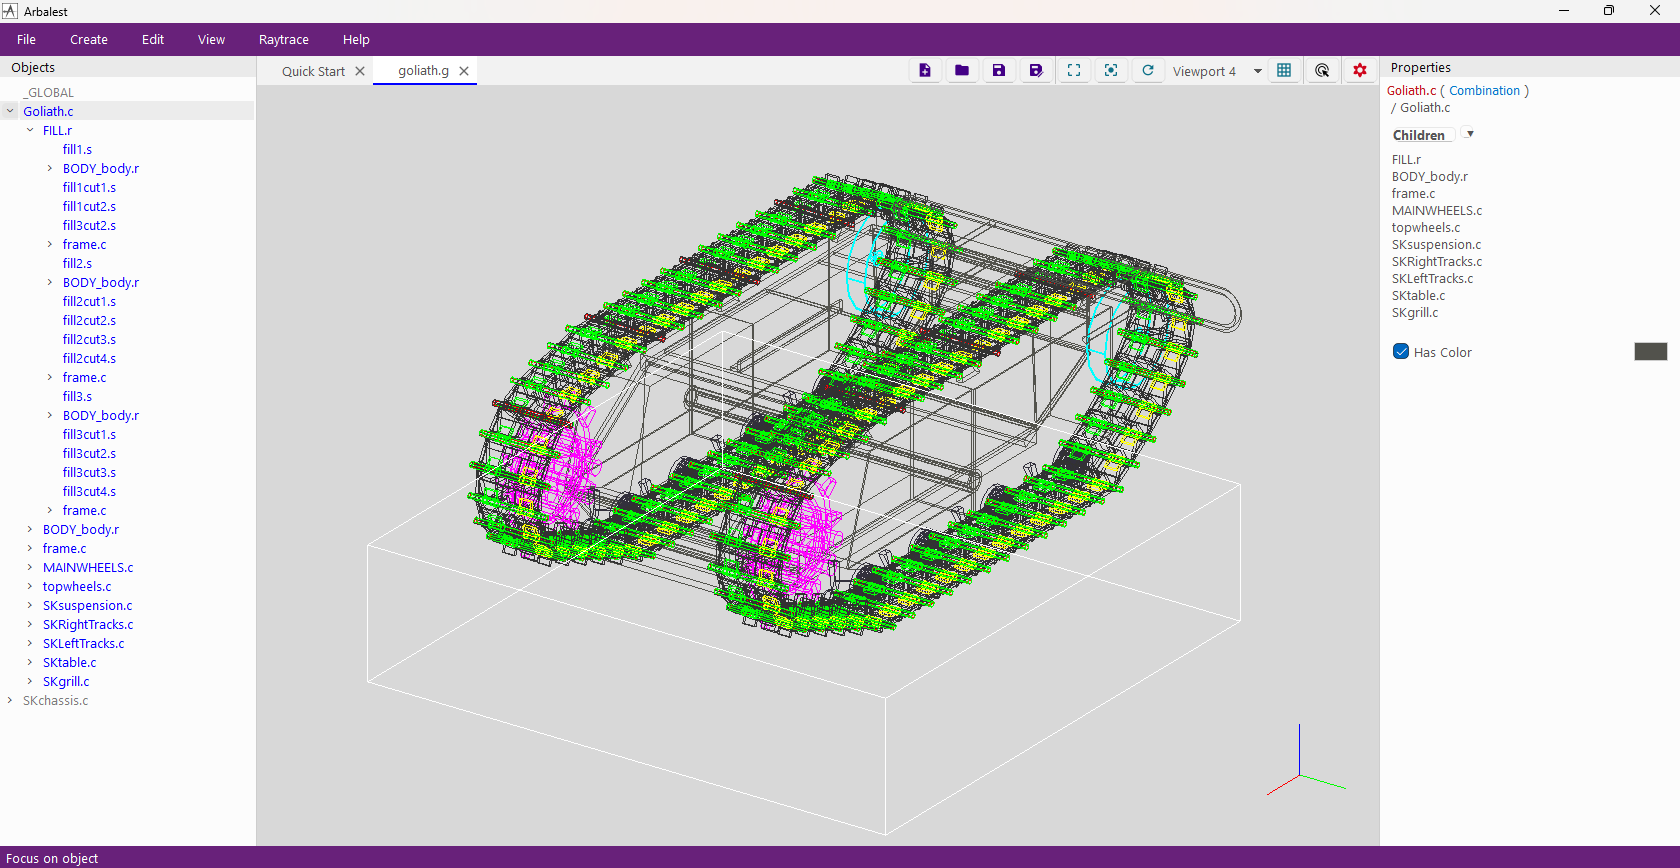 Arbalest
File Create Edit View Raytrace Help
Objects
_GLOBAL
Goliath.c
FILL.r
fill1.s
BODY_body.r
fill1cut1.s
fill1cut2.s
fill3cut2.s
frame.c
fill2.s
BODY_body.r
fill2cut1.s
fill2cut2.s
fill2cut3.s
fill2cut4.s
frame.c
fill3.s
BODY_body.r
fill3cut1.s
fill3cut2.s
fill3cut3.s
fill3cut4.s
frame.c
BODY_body.r
frame.c
MAINWHEELS.c
topwheels.c
SKsuspension.c
SKRightTracks.c
SKLeftTracks.c
SKtable.c
SKgrill.c
SKchassis.c
Quick Start goliath.g Viewport 4
Properties
Goliath.c ( Combination )
/ Goliath.c
Children
FILL.r
BODY_body.r
frame.c
MAINWHEELS.c
topwheels.c
SKsuspension.c
SKRightTracks.c
SKLeftTracks.c
SKtable.c
SKgrill.c
Has Color
Focus on object